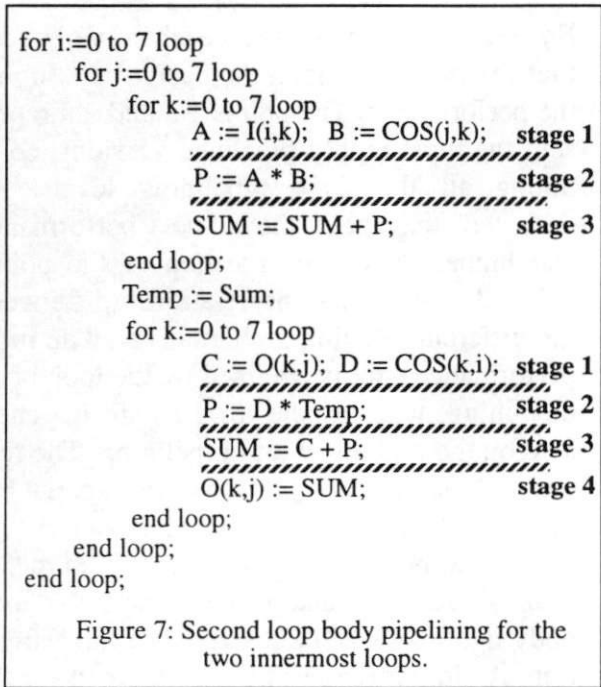 for i:=0 to 7 loop
for j:=0 to 7 loop
for k:=0 to 7 loop
A := I(i,k); B := COS(j,k); stage 1
P := A * B; stage 2
SUM := SUM + P; stage 3
end loop;
Temp := Sum;
for k:=0 to 7 loop
C := O(k,j); D := COS(k,i); stage 1
P := D * Temp; stage 2
SUM := C + P; stage 3
O(k,j) := SUM; stage 4
end loop;
end loop;
end loop;
Figure 7: Second loop body pipelining for the
two innermost loops.